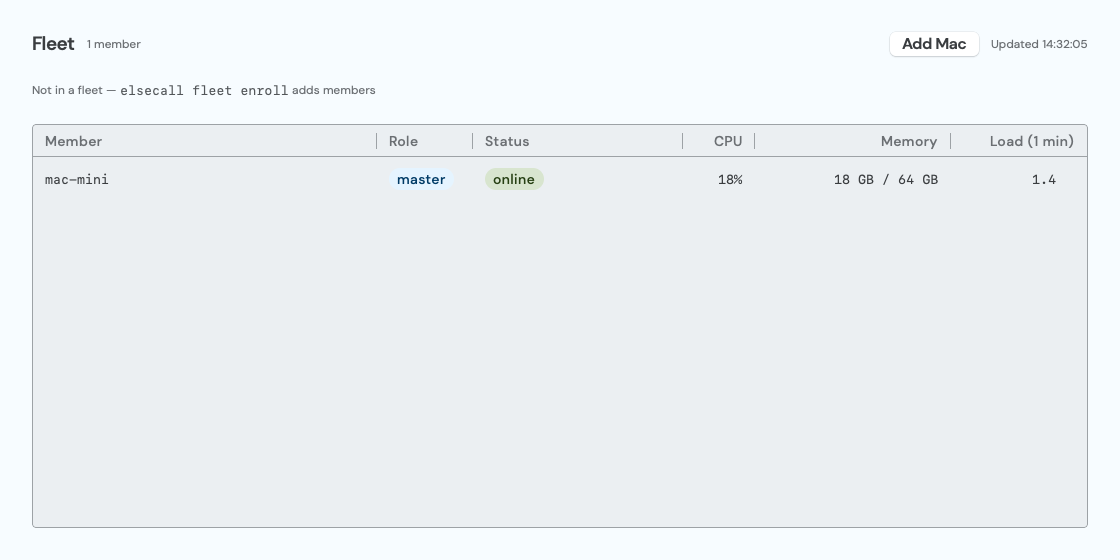 Fleet 1 member Add Mac Updated 14:32:05
Not in a fleet — elsecall fleet enroll adds members
Member Role Status CPU Memory Load (1 min)
mac-mini master online 18% 18 GB / 64 GB 1.4